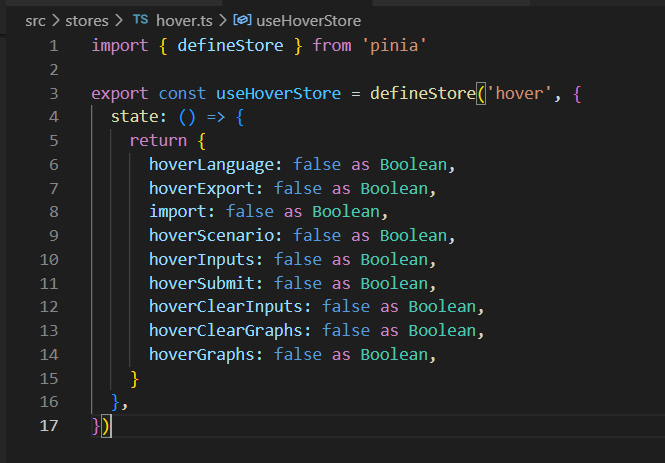 src > stores > TS hover.ts > useHoverStore
1 import { defineStore } from 'pinia'
2
3 export const useHoverStore = defineStore('hover', {
4   state: () => {
5     return {
6       hoverLanguage: false as Boolean,
7       hoverExport: false as Boolean,
8       import: false as Boolean,
9       hoverScenario: false as Boolean,
10       hoverInputs: false as Boolean,
11       hoverSubmit: false as Boolean,
12       hoverClearInputs: false as Boolean,
13       hoverClearGraphs: false as Boolean,
14       hoverGraphs: false as Boolean,
15     }
16   },
17 })